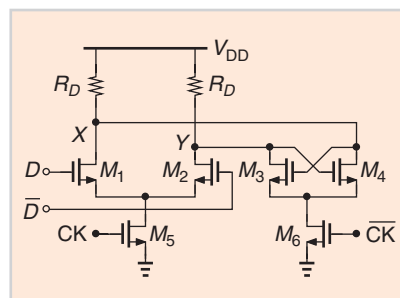 V_DD
R_D R_D
X Y
D M_1 M_2 M_3 M_4
D̅
CK M_5 M_6 C̅K̅